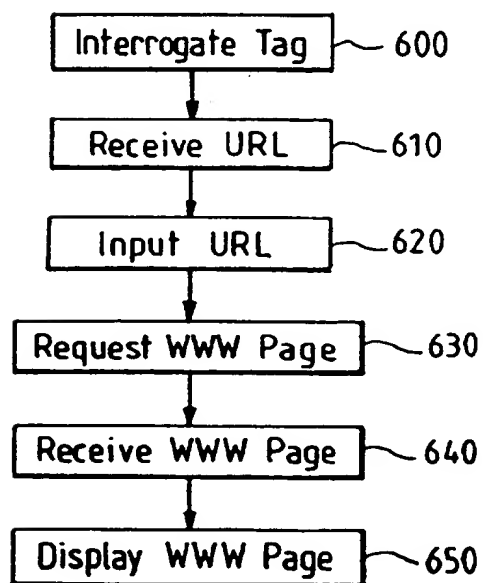 Interrogate Tag 600
Receive URL 610
Input URL 620
Request WWW Page 630
Receive WWW Page 640
Display WWW Page 650